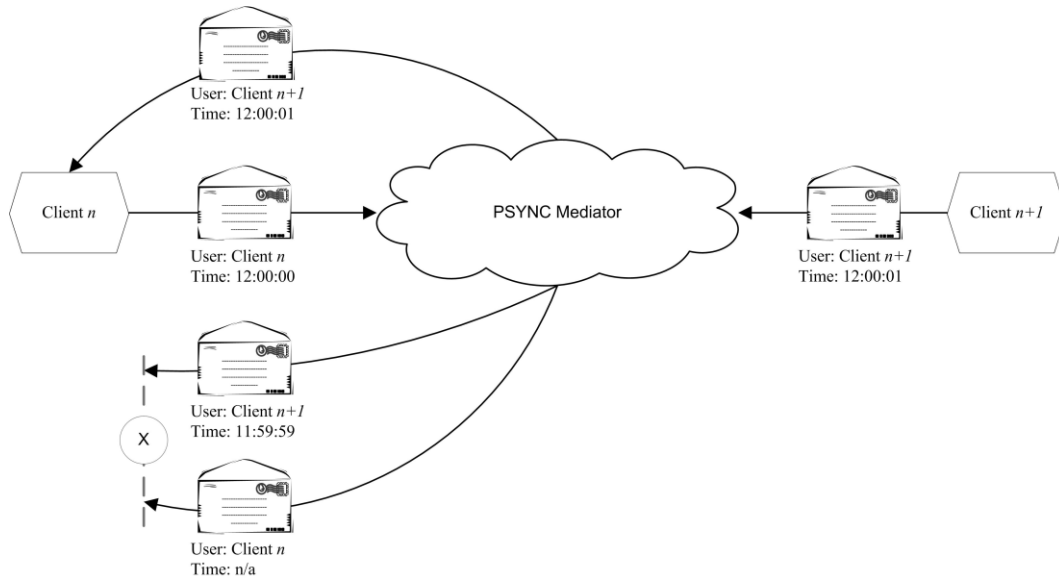 User: Client n+1
Time: 12:00:01
Client n
PSYNC Mediator
Client n+1
User: Client n
Time: 12:00:00
User: Client n+1
Time: 12:00:01
User: Client n+1
Time: 11:59:59
X
User: Client n
Time: n/a